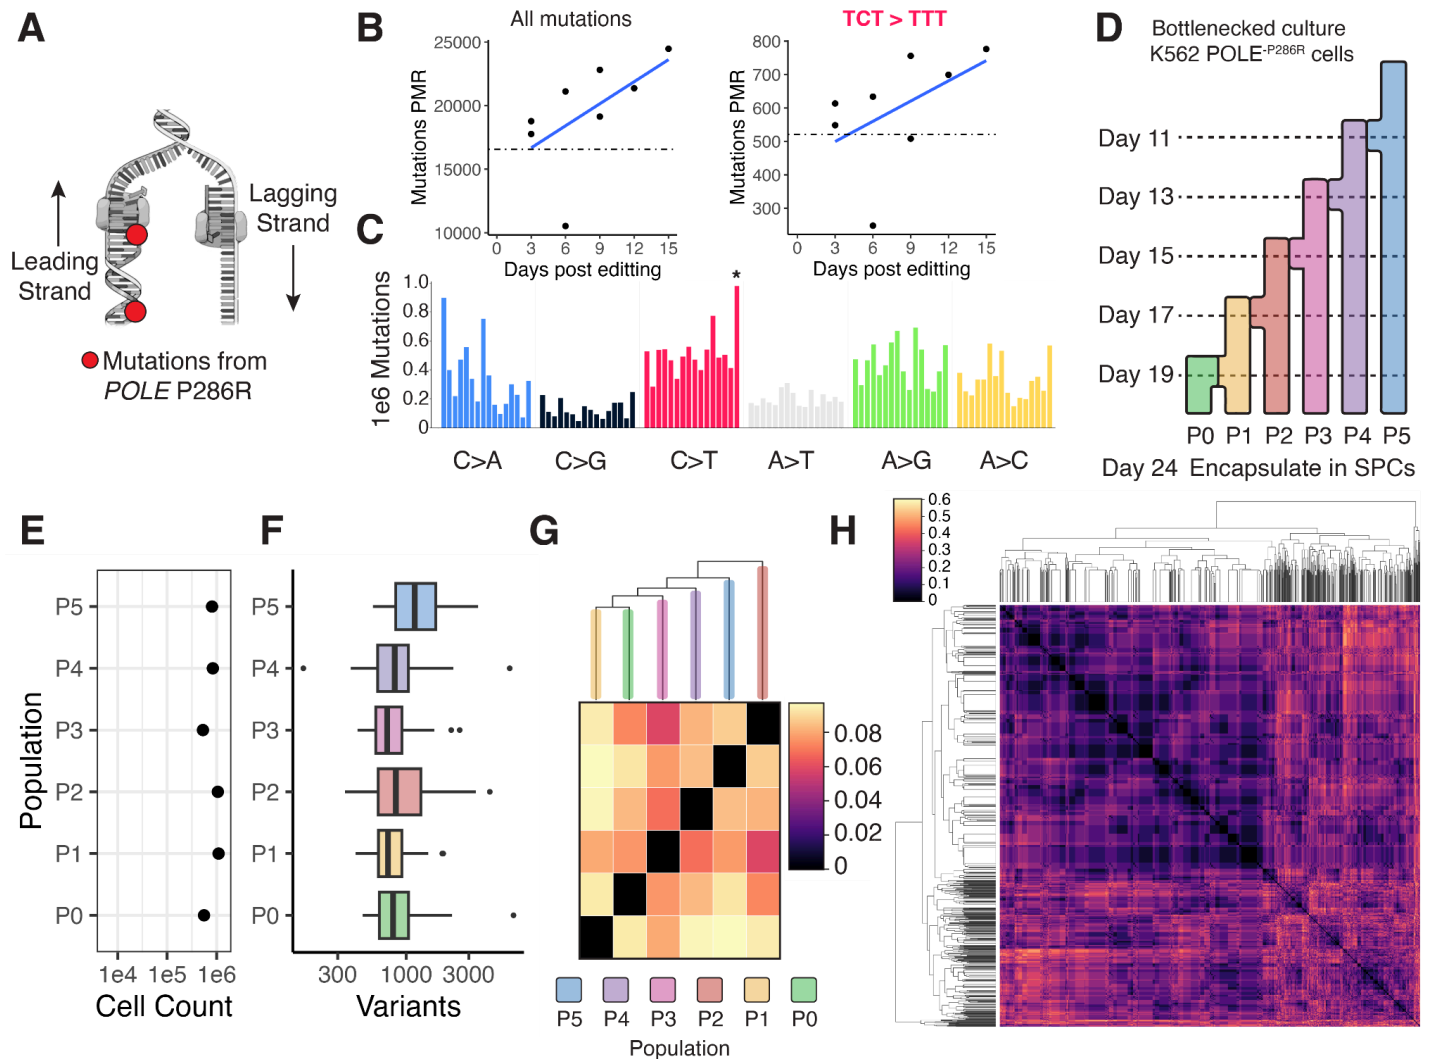 A
Leading
Strand
Lagging
Strand
Mutations from
POLE P286R
B
All mutations
Mutations PMR
25000
20000
15000
10000
0 3 6 9 12 15
Days post editting
TCT > TTT
Mutations PMR
800
700
600
500
400
300
0 3 6 9 12 15
Days post editting
C
1e6 Mutations
1.0
0.8
0.6
0.4
0.2
0
*
C>A C>G C>T A>T A>G A>C
D
Bottlenecked culture
K562 POLE-P286R cells
Day 11
Day 13
Day 15
Day 17
Day 19
P0 P1 P2 P3 P4 P5
Day 24 Encapsulate in SPCs
E
Population
P5
P4
P3
P2
P1
P0
1e4 1e5 1e6
Cell Count
F
P5
P4
P3
P2
P1
P0
300 1000 3000
Variants
G
0.08
0.06
0.04
0.02
0
P5 P4 P3 P2 P1 P0
Population
H
0.6
0.5
0.4
0.3
0.2
0.1
0